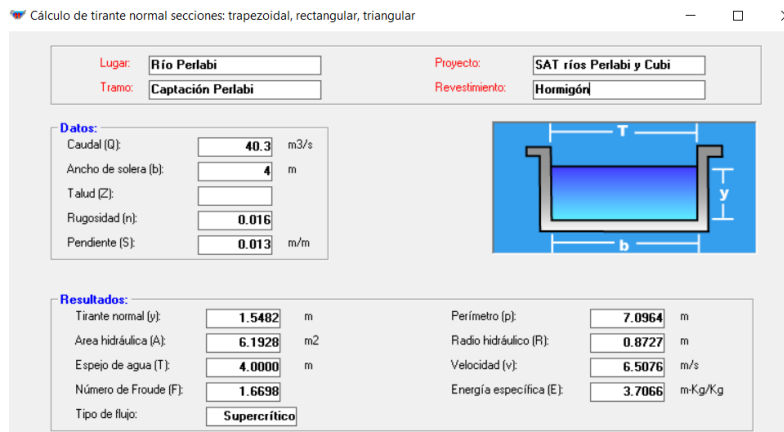 Cálculo de tirante normal secciones: trapezoidal, rectangular, triangular
Lugar: Río Perlabi Proyecto: SAT ríos Perlabi y Cubi
Tramo: Captación Perlabi Revestimiento: Hormigón
Datos:
Caudal (Q): 40.3 m3/s
Ancho de solera (b): 4 m
Talud (Z):
Rugosidad (n): 0.016
Pendiente (S): 0.013 m/m
T
y
b
Resultados:
Tirante normal (y): 1.5482 m Perímetro (p): 7.0964 m
Area hidráulica (A): 6.1928 m2 Radio hidráulico (R): 0.8727 m
Espejo de agua (T): 4.0000 m Velocidad (v): 6.5076 m/s
Número de Froude (F): 1.6698 Energía específica (E): 3.7066 m-Kg/Kg
Tipo de flujo: Supercrítico